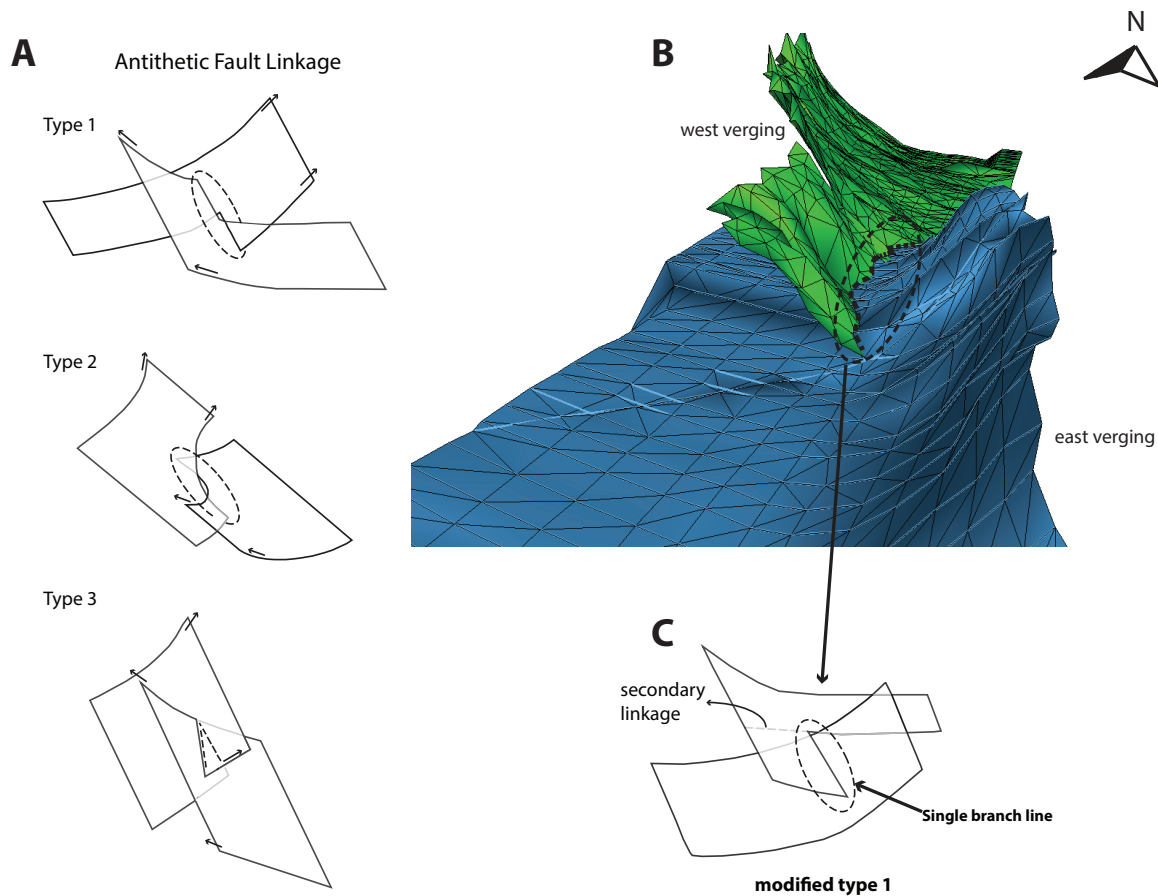 A
Antithetic Fault Linkage
Type 1
Type 2
Type 3
B
N
west verging
east verging
C
secondary
linkage
Single branch line
modified type 1